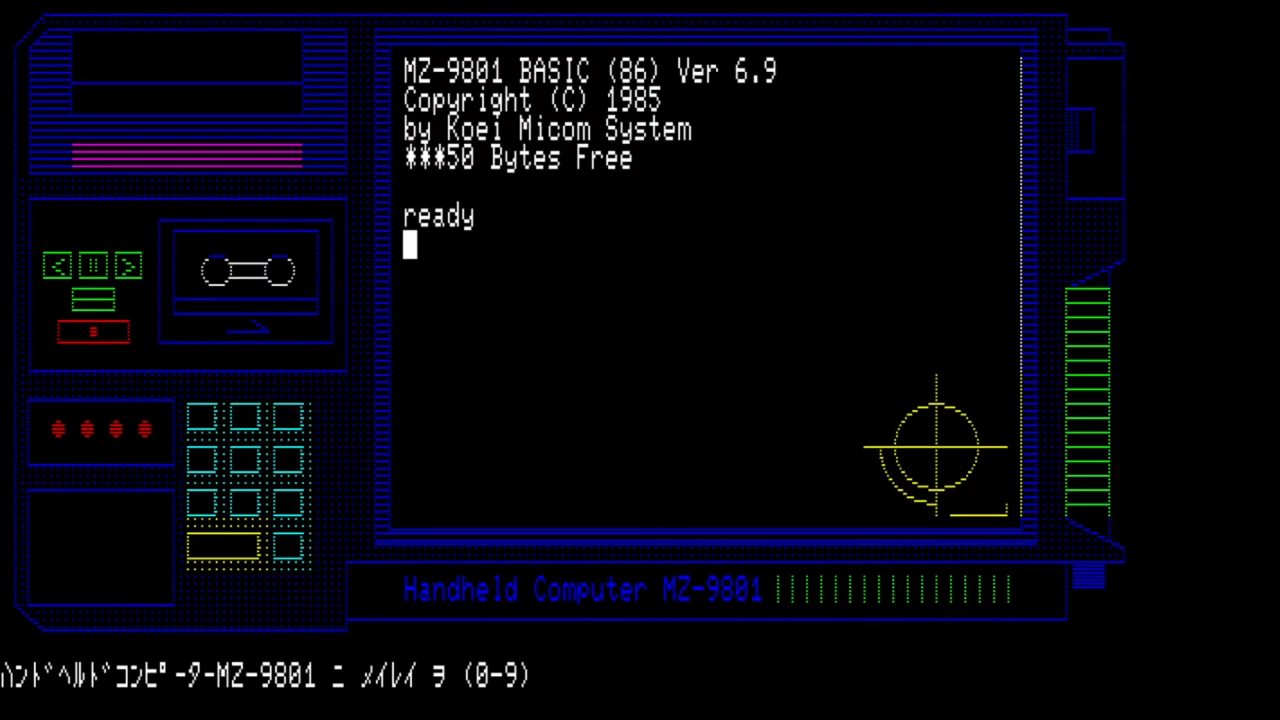 MZ-9801 BASIC (86) Ver 6.9
Copyright (C) 1985
by Koei Micom System
***50 Bytes Free
ready
Handheld Computer MZ-9801
ﾊﾝﾄﾞﾍﾙﾄﾞｺﾝﾋﾟｰﾀｰMZ-9801 ﾆ ﾒｲﾚｲ ｦ (0-9)